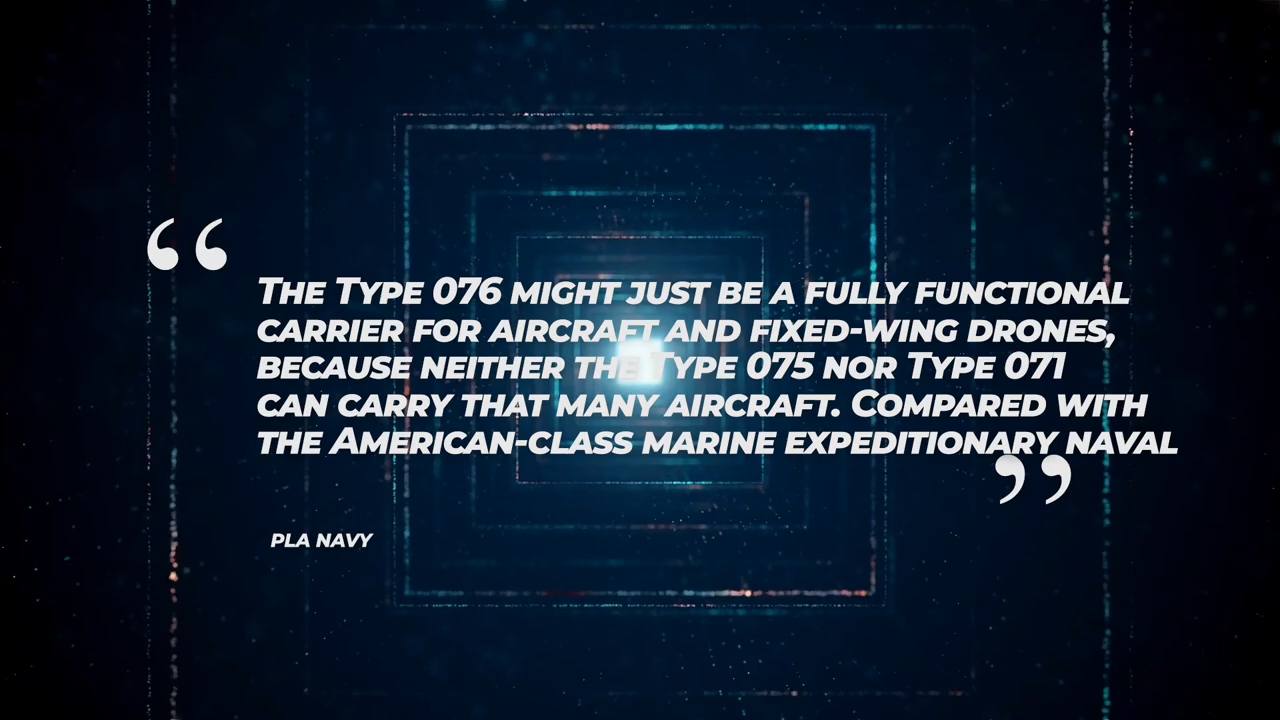 “
The Type 076 might just be a fully functional
carrier for aircraft and fixed-wing drones,
because neither the Type 075 nor Type 071
can carry that many aircraft. Compared with
the American-class marine expeditionary naval
”
PLA NAVY